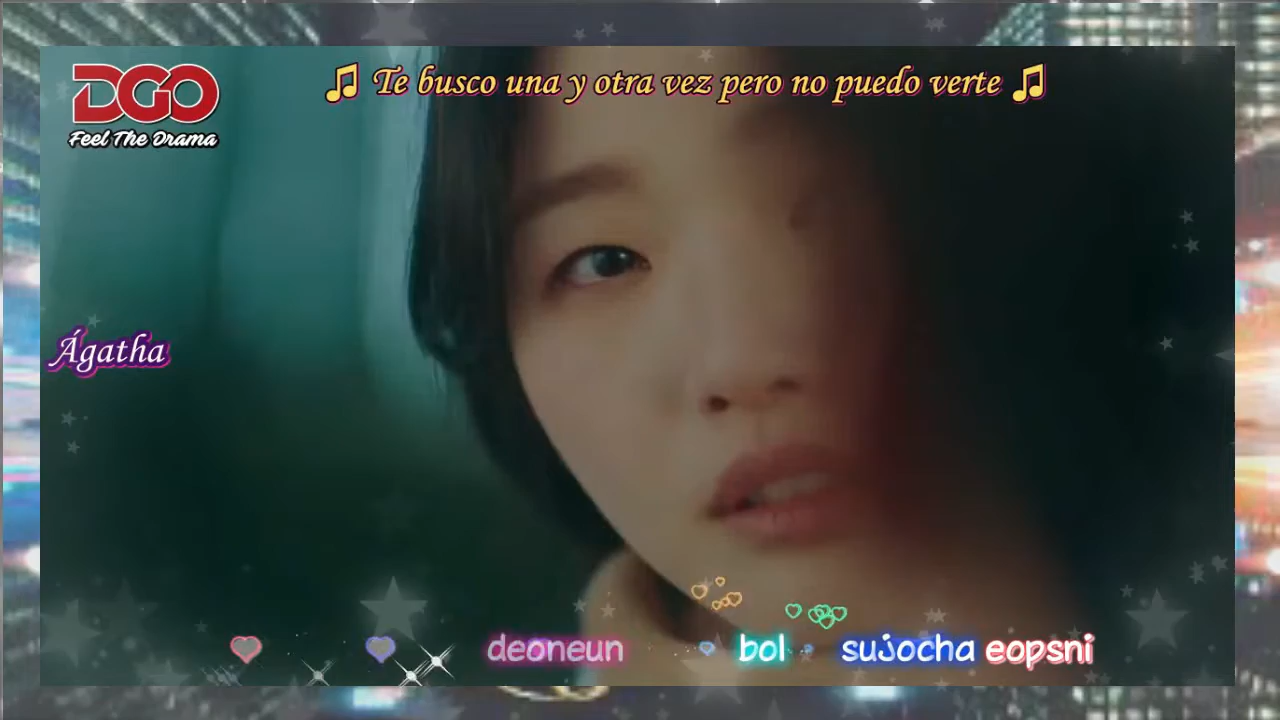 DGO
Feel The Drama
♫ Te busco una y otra vez pero no puedo verte ♫
Ágatha
deoneun bol sujocha eopsni